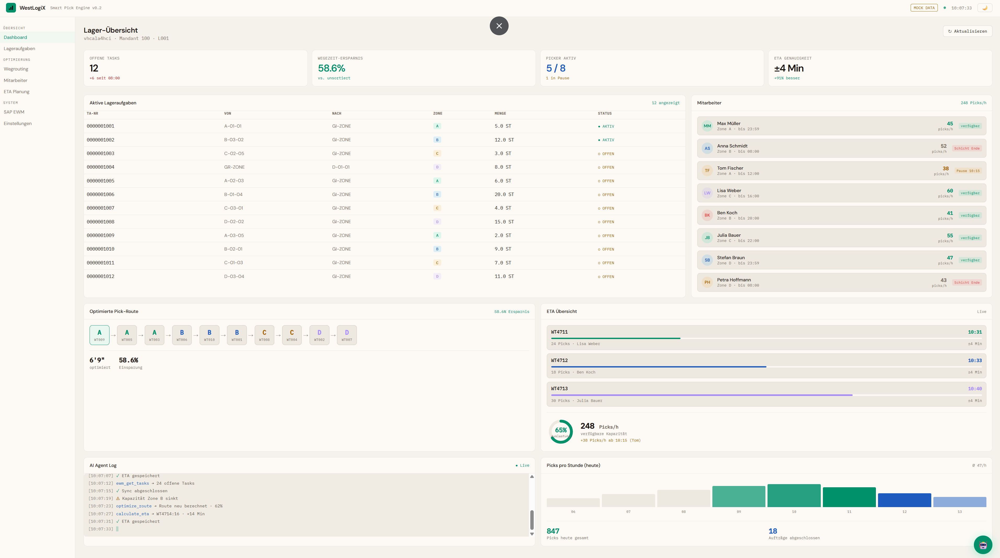 WestLogiX Smart Pick Engine v0.2 MOCK DATA 10:07:33
ÜBERSICHT
Dashboard
Lageraufgaben
OPTIMIERUNG
Wegrouting
Mitarbeiter
ETA Planung
SYSTEM
SAP EWM
Einstellungen
Lager-Übersicht
vhcala4hci · Mandant 100 · L001
↻ Aktualisieren
OFFENE TASKS
12
+6 seit 08:00
WEGEZEIT-ERSPARNIS
58.6%
vs. unsortiert
PICKER AKTIV
5 / 8
1 in Pause
ETA GENAUIGKEIT
±4 Min
+91% besser
Aktive Lageraufgaben 12 angezeigt
TA-NR VON NACH ZONE MENGE STATUS
0000001001 A-01-01 GI-ZONE A 5.0 ST ● AKTIV
0000001002 B-03-02 GI-ZONE B 12.0 ST ● AKTIV
0000001003 C-02-05 GI-ZONE C 3.0 ST ○ OFFEN
0000001004 GR-ZONE D-01-01 D 8.0 ST ○ OFFEN
0000001005 A-02-03 GI-ZONE A 6.0 ST ○ OFFEN
0000001006 B-01-04 GI-ZONE B 20.0 ST ○ OFFEN
0000001007 C-03-01 GI-ZONE C 4.0 ST ○ OFFEN
0000001008 D-02-02 GI-ZONE D 15.0 ST ○ OFFEN
0000001009 A-03-05 GI-ZONE A 2.0 ST ○ OFFEN
0000001010 B-02-01 GI-ZONE B 9.0 ST ○ OFFEN
0000001011 C-01-03 GI-ZONE C 7.0 ST ○ OFFEN
0000001012 D-03-04 GI-ZONE D 11.0 ST ○ OFFEN
Mitarbeiter 248 Picks/h
MM Max Müller 45 verfügbar
Zone A · bis 23:59 picks/h
AS Anna Schmidt 52 Schicht Ende
Zone B · bis 08:00 picks/h
TF Tom Fischer 38 Pause 10:15
Zone A · bis 12:00 picks/h
LW Lisa Weber 60 verfügbar
Zone C · bis 16:00 picks/h
BK Ben Koch 41 verfügbar
Zone B · bis 20:00 picks/h
JB Julia Bauer 55 verfügbar
Zone C · bis 22:00 picks/h
SB Stefan Braun 47 verfügbar
Zone D · bis 23:59 picks/h
PH Petra Hoffmann 43 Schicht Ende
Zone D · bis 08:00 picks/h
Optimierte Pick-Route 58.6% Ersparnis
A → A → A → B → B → B → C → C → D → D
WT009 WT005 WT003 WT006 WT010 WT001 WT008 WT004 WT002 WT007
6'9" 58.6%
optimiert Einsparung
ETA Übersicht Live
WT4711 10:31
24 Picks · Lisa Weber ±4 Min
WT4712 10:33
18 Picks · Ben Koch ±4 Min
WT4713 10:40
30 Picks · Julia Bauer ±4 Min
65%
Auslastung
248 Picks/h
verfügbare Kapazität
+38 Picks/h ab 10:15 (Tom)
AI Agent Log ● Live
[10:07:07] ✓ ETA gespeichert
[10:07:12] ewm_get_tasks → 24 offene Tasks
[10:07:15] ✓ Sync abgeschlossen
[10:07:19] ⚠ Kapazität Zone B sinkt
[10:07:23] optimize_route → Route neu berechnet · 62%
[10:07:27] calculate_eta → WT4714:16 · +14 Min
[10:07:31] ✓ ETA gespeichert
[10:07:33]
Picks pro Stunde (heute) Ø 47/h
06 07 08 09 10 11 12 13
847 18
Picks heute gesamt Aufträge abgeschlossen